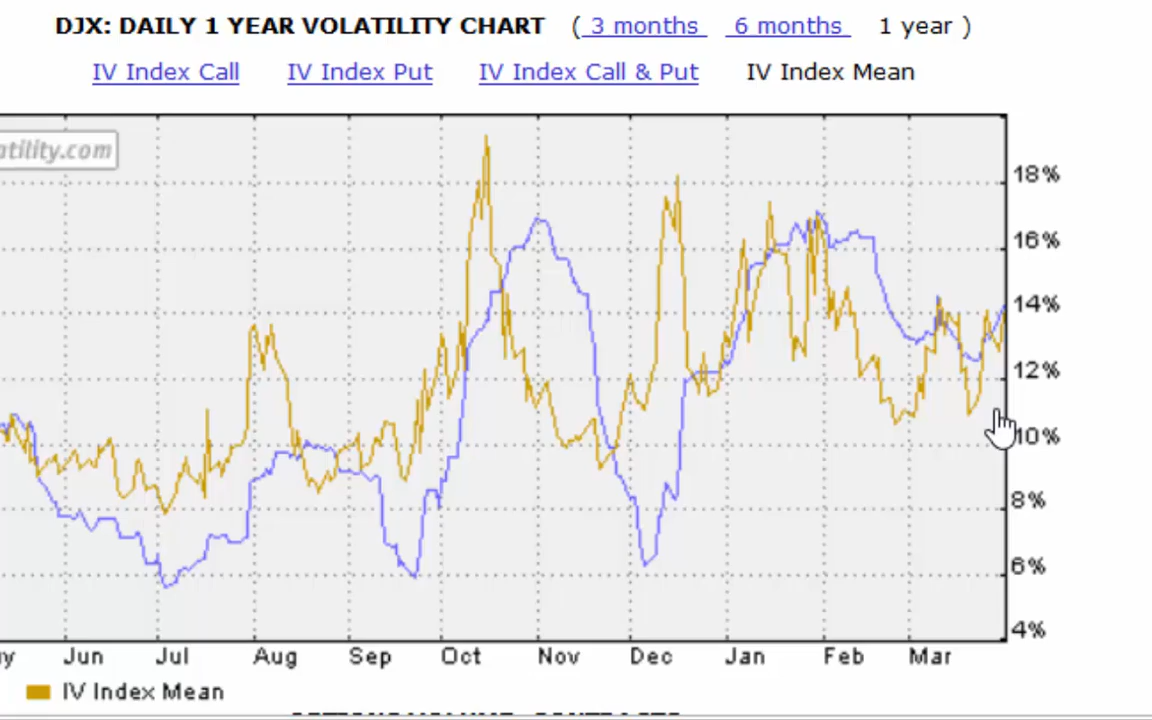 DJX: DAILY 1 YEAR VOLATILITY CHART ( 3 months 6 months 1 year )
IV Index Call IV Index Put IV Index Call & Put IV Index Mean
atility.com
18%
16%
14%
12%
10%
8%
6%
4%
y Jun Jul Aug Sep Oct Nov Dec Jan Feb Mar
IV Index Mean